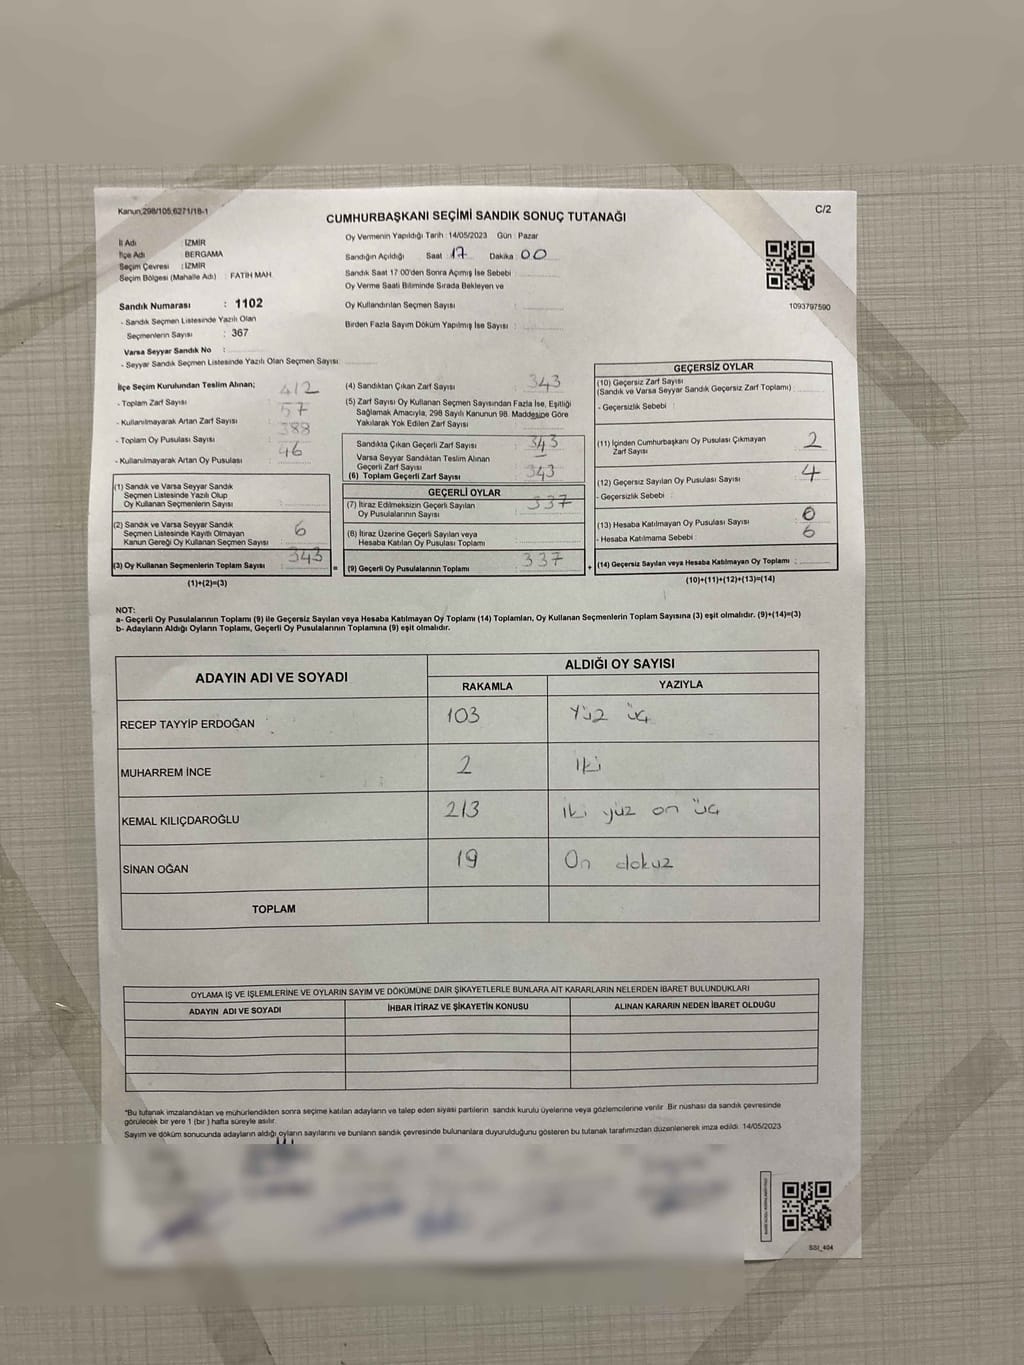 Kanun;298/105,6271/18-1
CUMHURBAŞKANI SEÇİMİ SANDIK SONUÇ TUTANAĞI
C/2
İl Adı : İZMİR
İlçe Adı BERGAMA
Seçim Çevresi : İZMİR
Seçim Bölgesi (Mahalle Adı) : FATİH MAH.
Sandık Numarası : 1102
- Sandık Seçmen Listesinde Yazılı Olan
Seçmenlerin Sayısı : 367
Varsa Seyyar Sandık No :
- Seyyar Sandık Seçmen Listesinde Yazılı Olan Seçmen Sayısı:
Oy Vermenin Yapıldığı Tarih : 14/05/2023 Gün : Pazar
Sandığın Açıldığı Saat 17 Dakika 00
Sandık Saat 17:00'den Sonra Açılmış İse Sebebi
Oy Verme Saati Bitiminde Sırada Bekleyen ve
Oy Kullandırılan Seçmen Sayısı :
Birden Fazla Sayım Döküm Yapılmış İse Sayısı :
1093797590
İlçe Seçim Kurulundan Teslim Alınan;
- Toplam Zarf Sayısı : 412
- Kullanılmayarak Artan Zarf Sayısı : 57
- Toplam Oy Pusulası Sayısı : 388
- Kullanılmayarak Artan Oy Pusulası : 46
(1) Sandık ve Varsa Seyyar Sandık
Seçmen Listesinde Yazılı Olup
Oy Kullanan Seçmenlerin Sayısı
(2) Sandık ve Varsa Seyyar Sandık
Seçmen Listesinde Kayıtlı Olmayan
Kanun Gereği Oy Kullanan Seçmen Sayısı 6
(3) Oy Kullanan Seçmenlerin Toplam Sayısı 343
(1)+(2)=(3)
(4) Sandıktan Çıkan Zarf Sayısı : 343
(5) Zarf Sayısı Oy Kullanan Seçmen Sayısından Fazla İse, Eşitliği
Sağlamak Amacıyla, 298 Sayılı Kanunun 98. Maddesine Göre
Yakılarak Yok Edilen Zarf Sayısı
Sandıkta Çıkan Geçerli Zarf Sayısı : 343
Varsa Seyyar Sandıktan Teslim Alınan
Geçerli Zarf Sayısı
(6) Toplam Geçerli Zarf Sayısı : 343
GEÇERLİ OYLAR
(7) İtiraz Edilmeksizin Geçerli Sayılan
Oy Pusulalarının Sayısı : 337
(8) İtiraz Üzerine Geçerli Sayılan veya
Hesaba Katılan Oy Pusulası Toplamı
(9) Geçerli Oy Pusulalarının Toplamı 337
GEÇERSİZ OYLAR
(10) Geçersiz Zarf Sayısı
(Sandık ve Varsa Seyyar Sandık Geçersiz Zarf Toplamı)
- Geçersizlik Sebebi :
(11) İçinden Cumhurbaşkanı Oy Pusulası Çıkmayan
Zarf Sayısı 2
(12) Geçersiz Sayılan Oy Pusulası Sayısı : 4
- Geçersizlik Sebebi
(13) Hesaba Katılmayan Oy Pusulası Sayısı : 0
- Hesaba Katılmama Sebebi : 6
(14) Geçersiz Sayılan veya Hesaba Katılmayan Oy Toplamı :
(10)+(11)+(12)+(13)=(14)
NOT:
a- Geçerli Oy Pusulalarının Toplamı (9) ile Geçersiz Sayılan veya Hesaba Katılmayan Oy Toplamı (14) Toplamları, Oy Kullanan Seçmenlerin Toplam Sayısına (3) eşit olmalıdır. (9)+(14)=(3)
b- Adayların Aldığı Oyların Toplamı, Geçerli Oy Pusulalarının Toplamına (9) eşit olmalıdır.
ADAYIN ADI VE SOYADI
ALDIĞI OY SAYISI
RAKAMLA YAZIYLA
RECEP TAYYİP ERDOĞAN 103 Yüz üç
MUHARREM İNCE 2 iki
KEMAL KILIÇDAROĞLU 213 iki yüz on üç
SİNAN OĞAN 19 On dokuz
TOPLAM
OYLAMA İŞ VE İŞLEMLERİNE VE OYLARIN SAYIM VE DÖKÜMÜNE DAİR ŞİKAYETLERLE BUNLARA AİT KARARLARIN NELERDEN İBARET BULUNDUKLARI
ADAYIN ADI VE SOYADI İHBAR İTİRAZ VE ŞİKAYETİN KONUSU ALINAN KARARIN NEDEN İBARET OLDUĞU
*Bu tutanak imzalandıktan ve mühürlendikten sonra seçime katılan adayların ve talep eden siyasi partilerin sandık kurulu üyelerine veya gözlemcilerine verilir. Bir nüshası da sandık çevresinde
görülecek bir yere 1 (bir) hafta süreyle asılır.
Sayım ve döküm sonucunda adayların aldığı oyların sayılarını ve bunların sandık çevresinde bulunanlara duyurulduğunu gösteren bu tutanak tarafımızdan düzenlenerek imza edildi. 14/05/2023
SSI_404